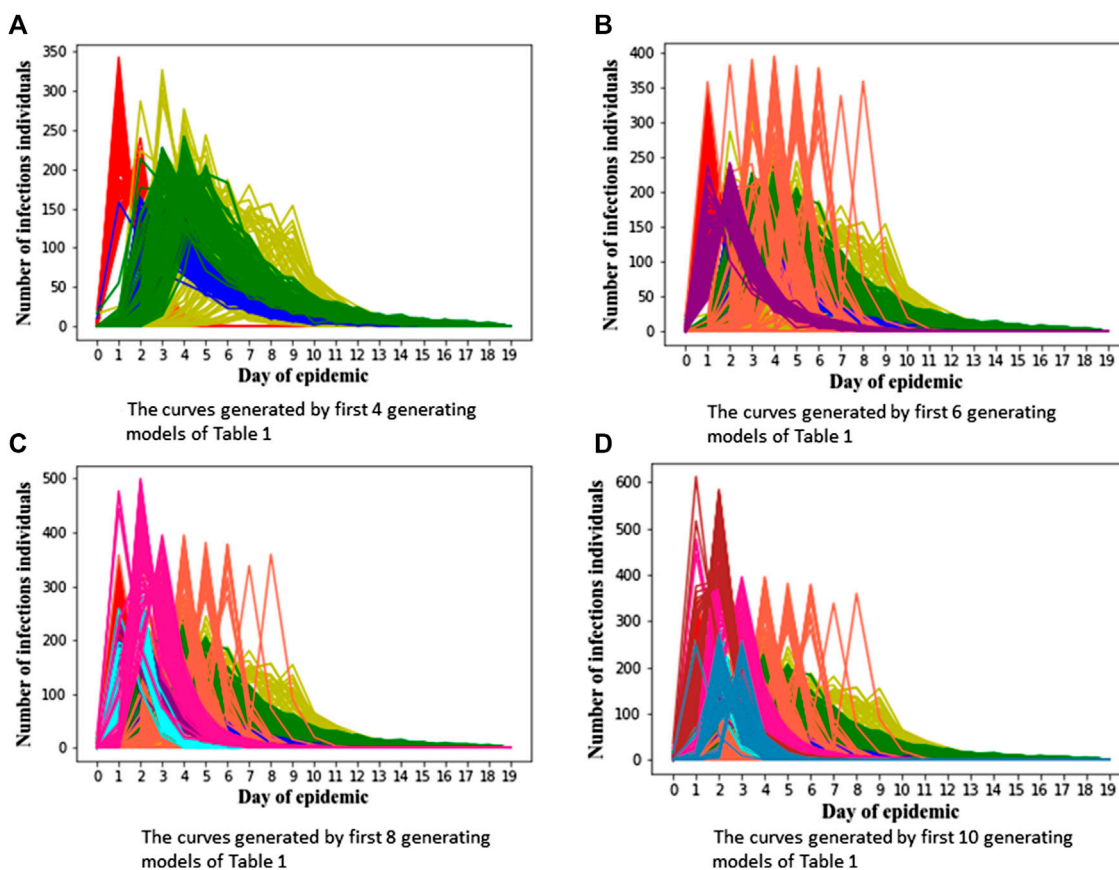 A
Number of infections individuals
350
300
250
200
150
100
50
0
0 1 2 3 4 5 6 7 8 9 10 11 12 13 14 15 16 17 18 19
Day of epidemic
The curves generated by first 4 generating
models of Table 1
B
Number of infections individuals
400
350
300
250
200
150
100
50
0
0 1 2 3 4 5 6 7 8 9 10 11 12 13 14 15 16 17 18 19
Day of epidemic
The curves generated by first 6 generating
models of Table 1
C
Number of infections individuals
500
400
300
200
100
0
0 1 2 3 4 5 6 7 8 9 10 11 12 13 14 15 16 17 18 19
Day of epidemic
The curves generated by first 8 generating
models of Table 1
D
Number of infections individuals
600
500
400
300
200
100
0
0 1 2 3 4 5 6 7 8 9 10 11 12 13 14 15 16 17 18 19
Day of epidemic
The curves generated by first 10 generating
models of Table 1